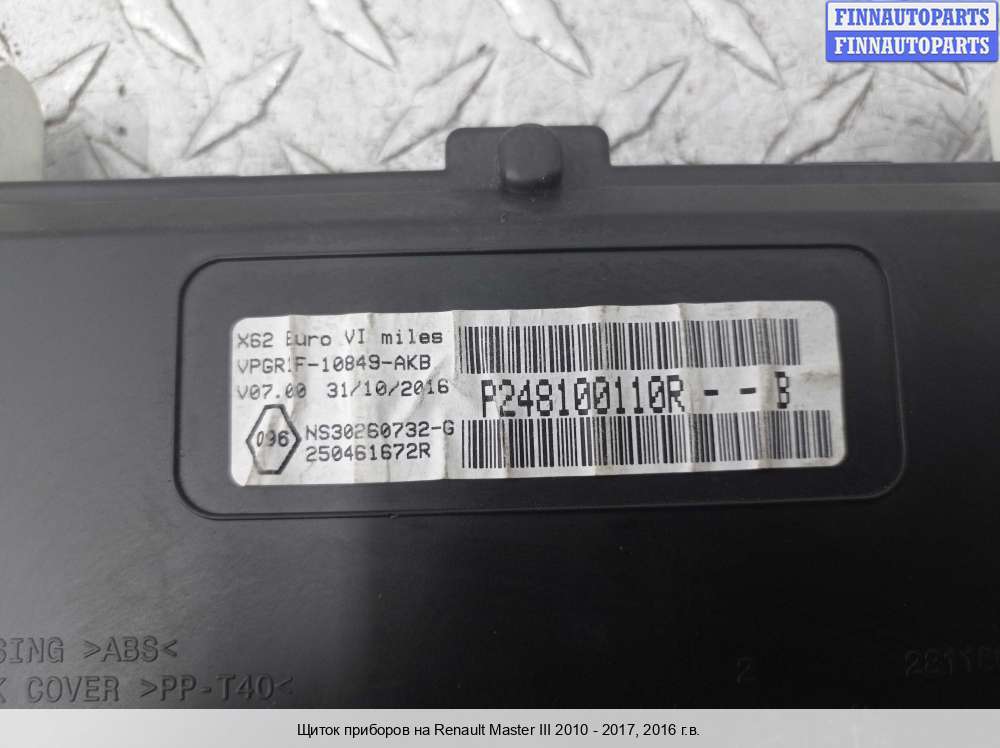 FINNAUTOPARTS
FINNAUTOPARTS
X62 Euro VI miles
VPGR1F-10849-AKB
V07.00 31/10/2016
P248100110R - - B
096
NS30260732-G
250461672R
SING >ABS<
K COVER >PP-T40<
2
Щиток приборов на Renault Master III 2010 - 2017, 2016 г.в.